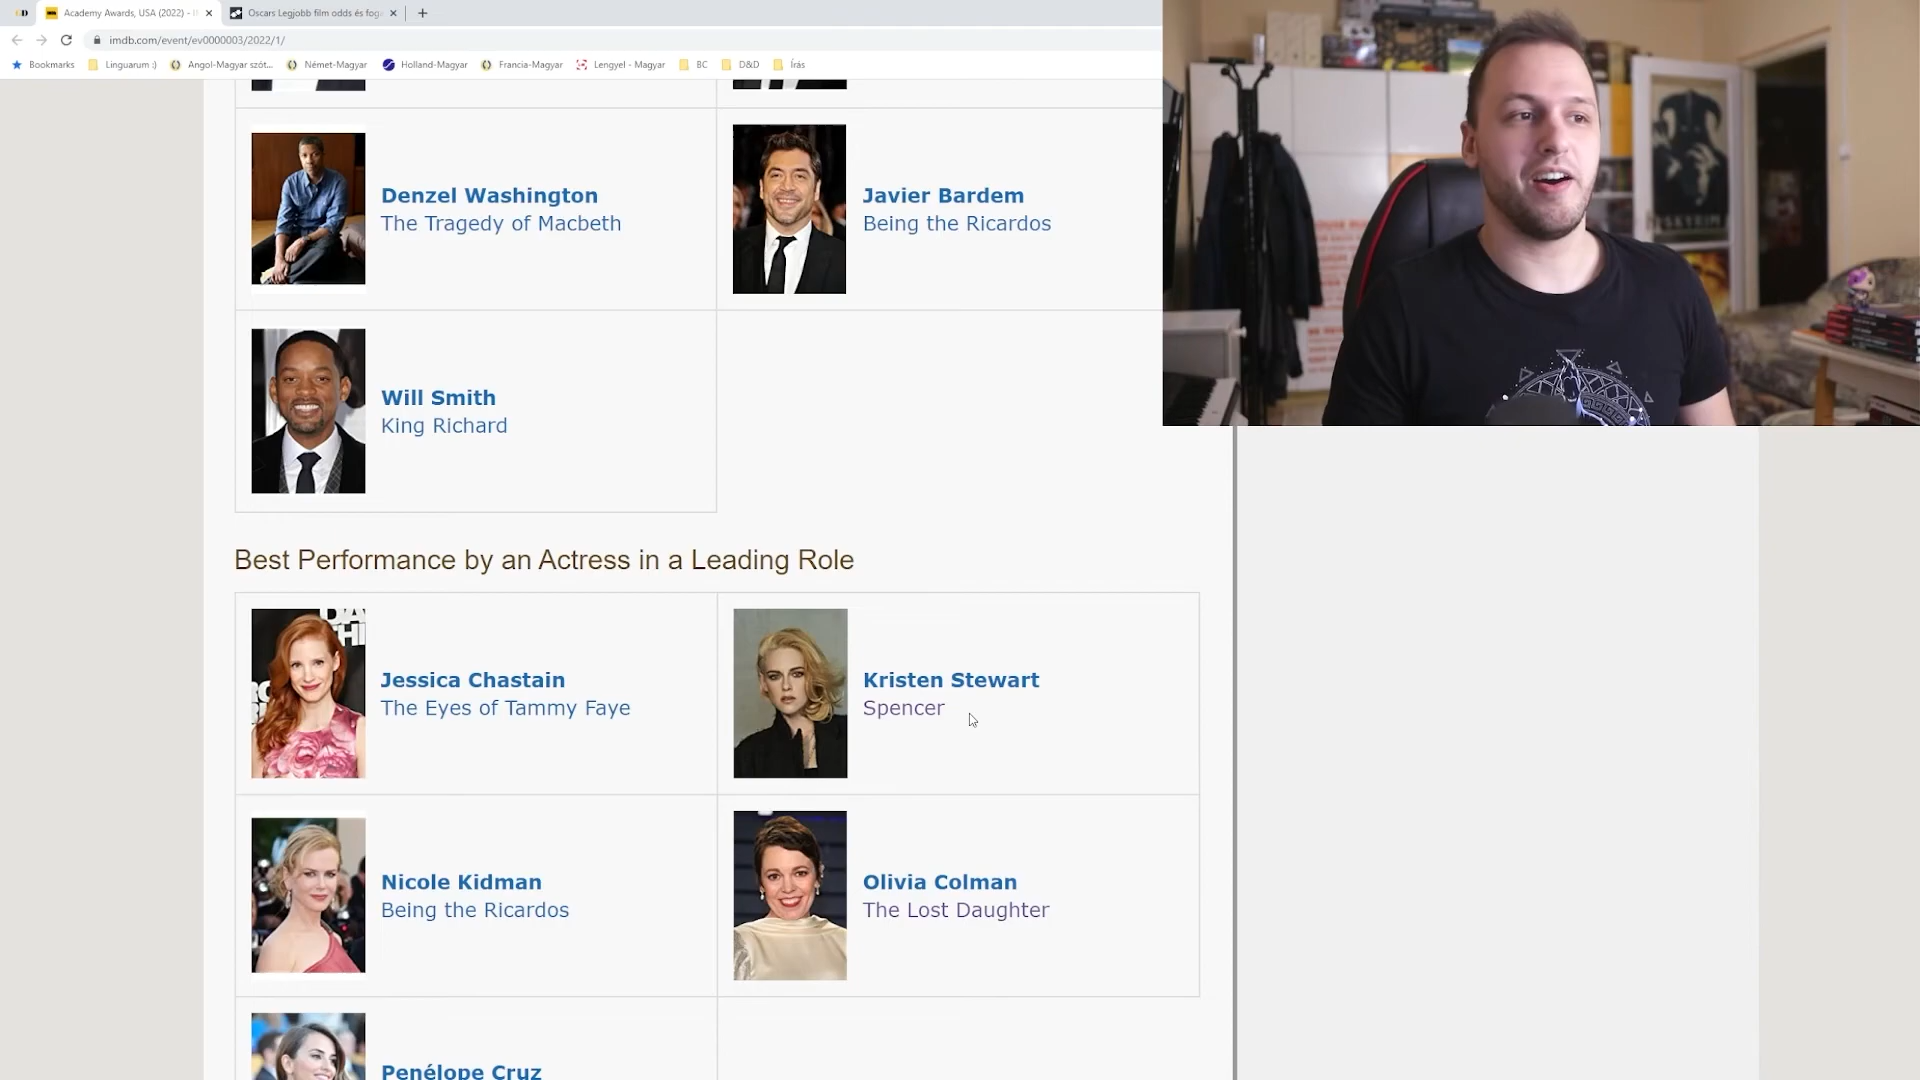 Academy Awards, USA (2022) - I
Oscars Legjobb film odds és fog
imdb.com/event/ev0000003/2022/1/
Bookmarks
Linguarum :)
Angol-Magyar szót...
Német-Magyar
Holland-Magyar
Francia-Magyar
Lengyel - Magyar
BC
D&D
Írás
Denzel Washington
The Tragedy of Macbeth
Javier Bardem
Being the Ricardos
Will Smith
King Richard
Best Performance by an Actress in a Leading Role
Jessica Chastain
The Eyes of Tammy Faye
Kristen Stewart
Spencer
Nicole Kidman
Being the Ricardos
Olivia Colman
The Lost Daughter
Penélope Cruz
SKYRIM